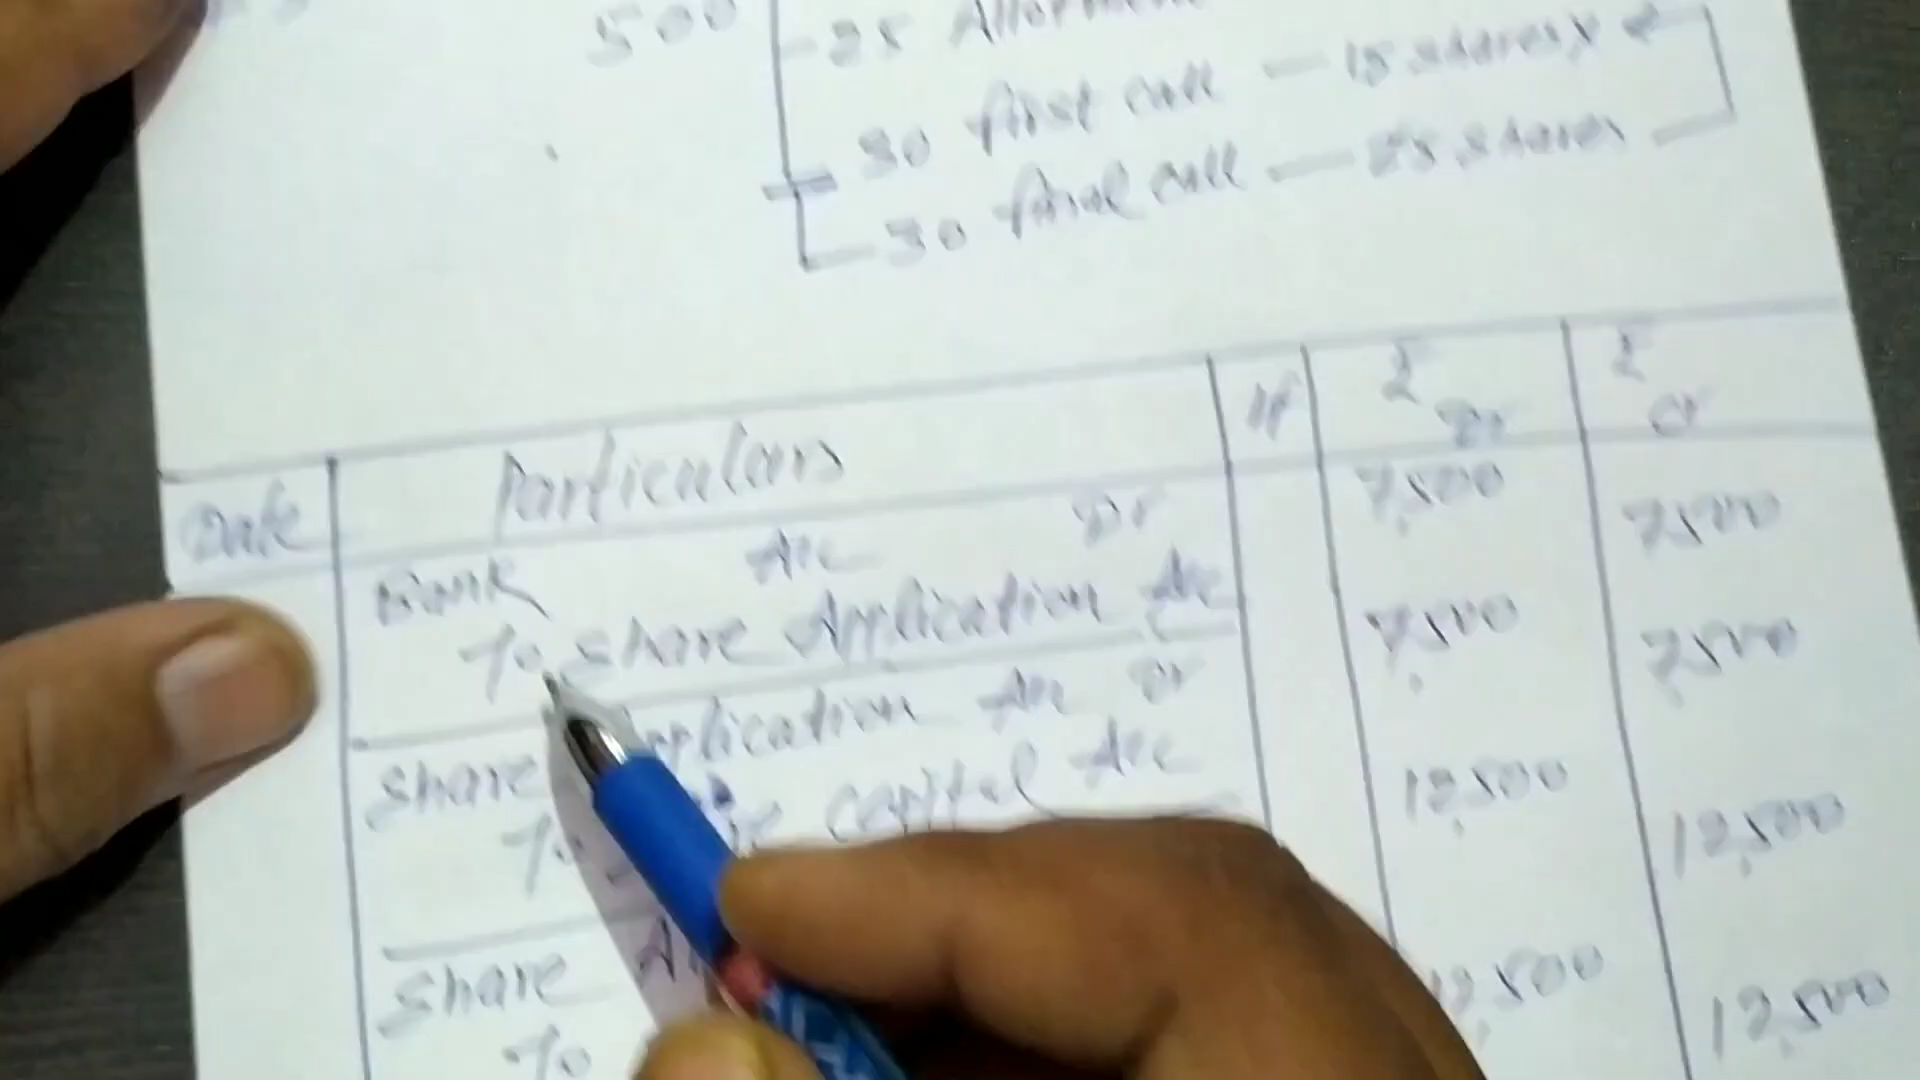 500
25 Allotment
30 first call — 15 shares
30 final call — 25 shares
Date Particulars lf ₹ Dr ₹ Cr
Bank A/c Dr 7,500
To share Application A/c 7500
share Application A/c Dr 7,500
To capital A/c 7,500
12,500
12,500
share
To
12,500
12,500